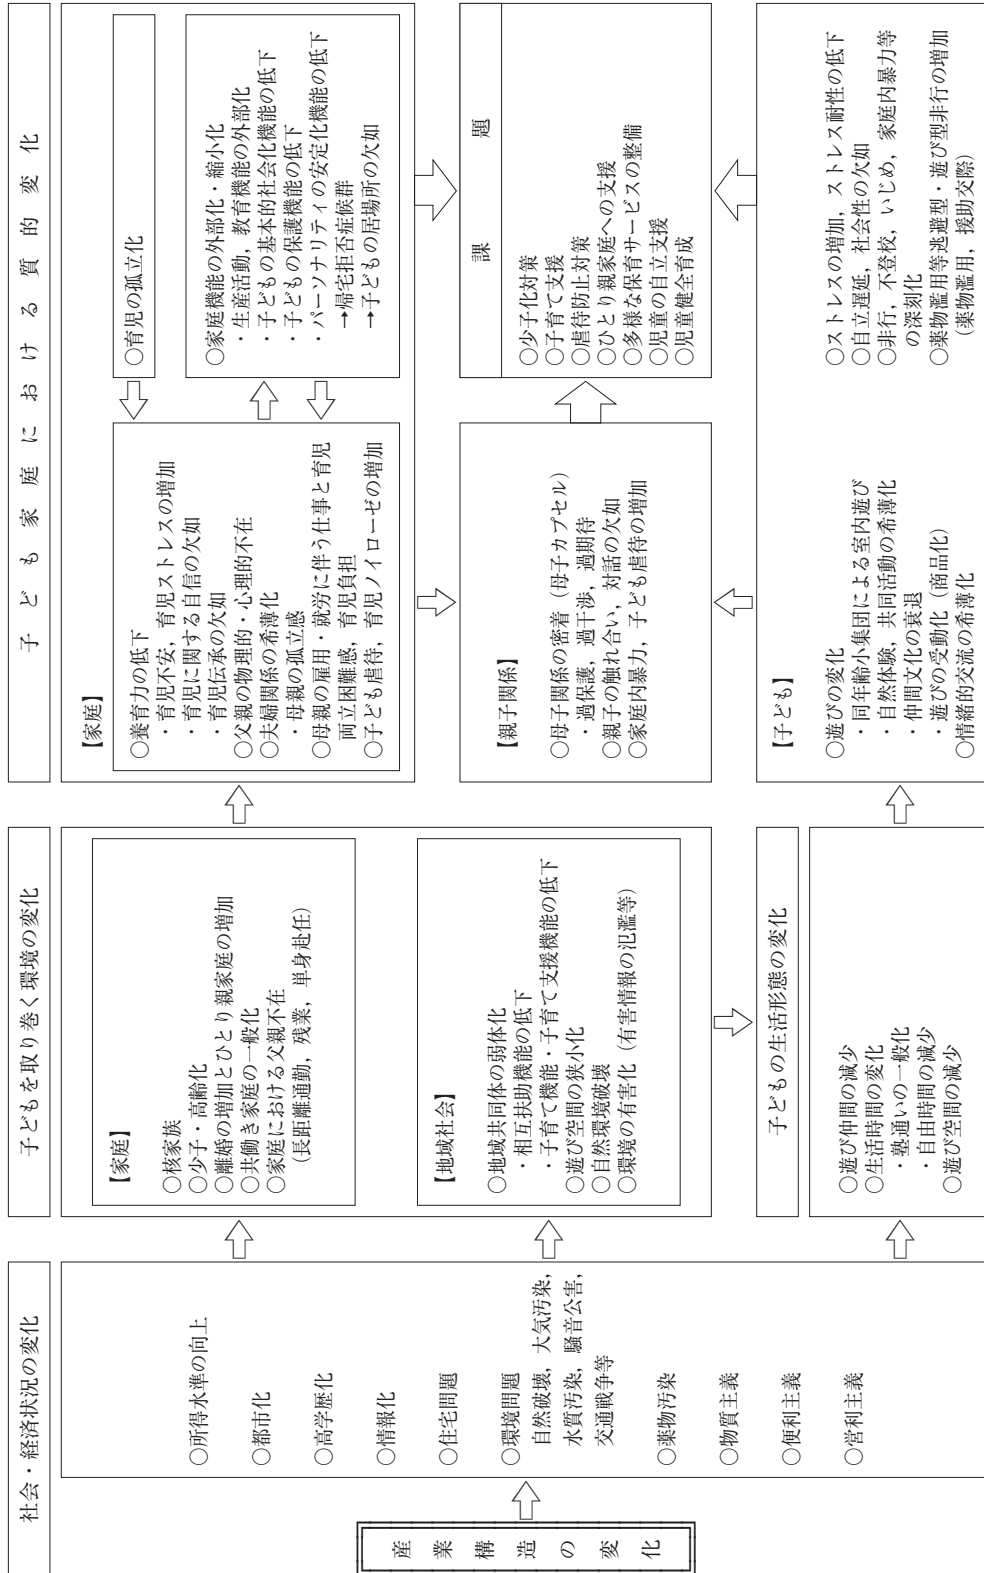 社会・経済状況の変化
産業構造の変化
○所得水準の向上
○都市化
○高学歴化
○情報化
○住宅問題
○環境問題
自然破壊，大気汚染，
水質汚染，騒音公害，
交通戦争等
○薬物汚染
○物質主義
○便利主義
○営利主義
子どもを取り巻く環境の変化
【家庭】
○核家族
○少子・高齢化
○離婚の増加とひとり親家庭の増加
○共働き家庭の一般化
○家庭における父親不在
（長距離通勤，残業，単身赴任）
【地域社会】
○地域共同体の弱体化
・相互扶助機能の低下
・子育て機能・子育て支援機能の低下
○遊び空間の狭小化
○自然環境破壊
○環境の有害化（有害情報の氾濫等）
子どもの生活形態の変化
○遊び仲間の減少
○生活時間の変化
・塾通いの一般化
・自由時間の減少
○遊び空間の減少
子ども家庭における質的変化
【家庭】
○養育力の低下
・育児不安，育児ストレスの増加
・育児に関する自信の欠如
・育児伝承の欠如
○父親の物理的・心理的不在
○夫婦関係の希薄化
・母親の孤立感
○母親の雇用・就労に伴う仕事と育児
両立困難感，育児負担
○子ども虐待，育児ノイローゼの増加
○育児の孤立化
○家庭機能の外部化・縮小化
・生産活動，教育機能の外部化
・子どもの基本的社会化機能の低下
・子どもの保護機能の低下
・パーソナリティの安定化機能の低下
→帰宅拒否症候群
→子どもの居場所の欠如
【親子関係】
○母子関係の密着（母子カプセル）
・過保護，過干渉，過期待
○親子の触れ合い，対話の欠如
○家庭内暴力，子ども虐待の増加
課題
○少子化対策
○子育て支援
○虐待防止対策
○ひとり親家庭への支援
○多様な保育サービスの整備
○児童の自立支援
○児童健全育成
【子ども】
○遊びの変化
・同年齢小集団による室内遊び
・自然体験，共同活動の希薄化
・仲間文化の衰退
・遊びの受動化（商品化）
○情緒的交流の希薄化
○ストレスの増加，ストレス耐性の低下
○自立遅延，社会性の欠如
○非行，不登校，いじめ，家庭内暴力等
の深刻化
○薬物濫用等逃避型・遊び型非行の増加
（薬物濫用，援助交際）